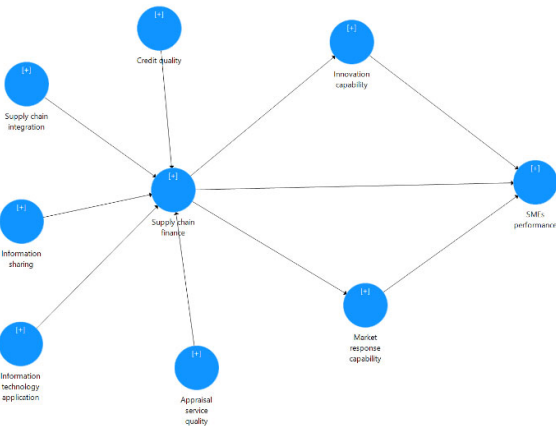 [+]
Credit quality
[+]
Innovation
capability
[+]
Supply chain
integration
[+]
Supply chain
finance
[+]
SMEs
performance
[+]
Information
sharing
[+]
Market
response
capability
[+]
Information
technology
application
[+]
Appraisal
service
quality